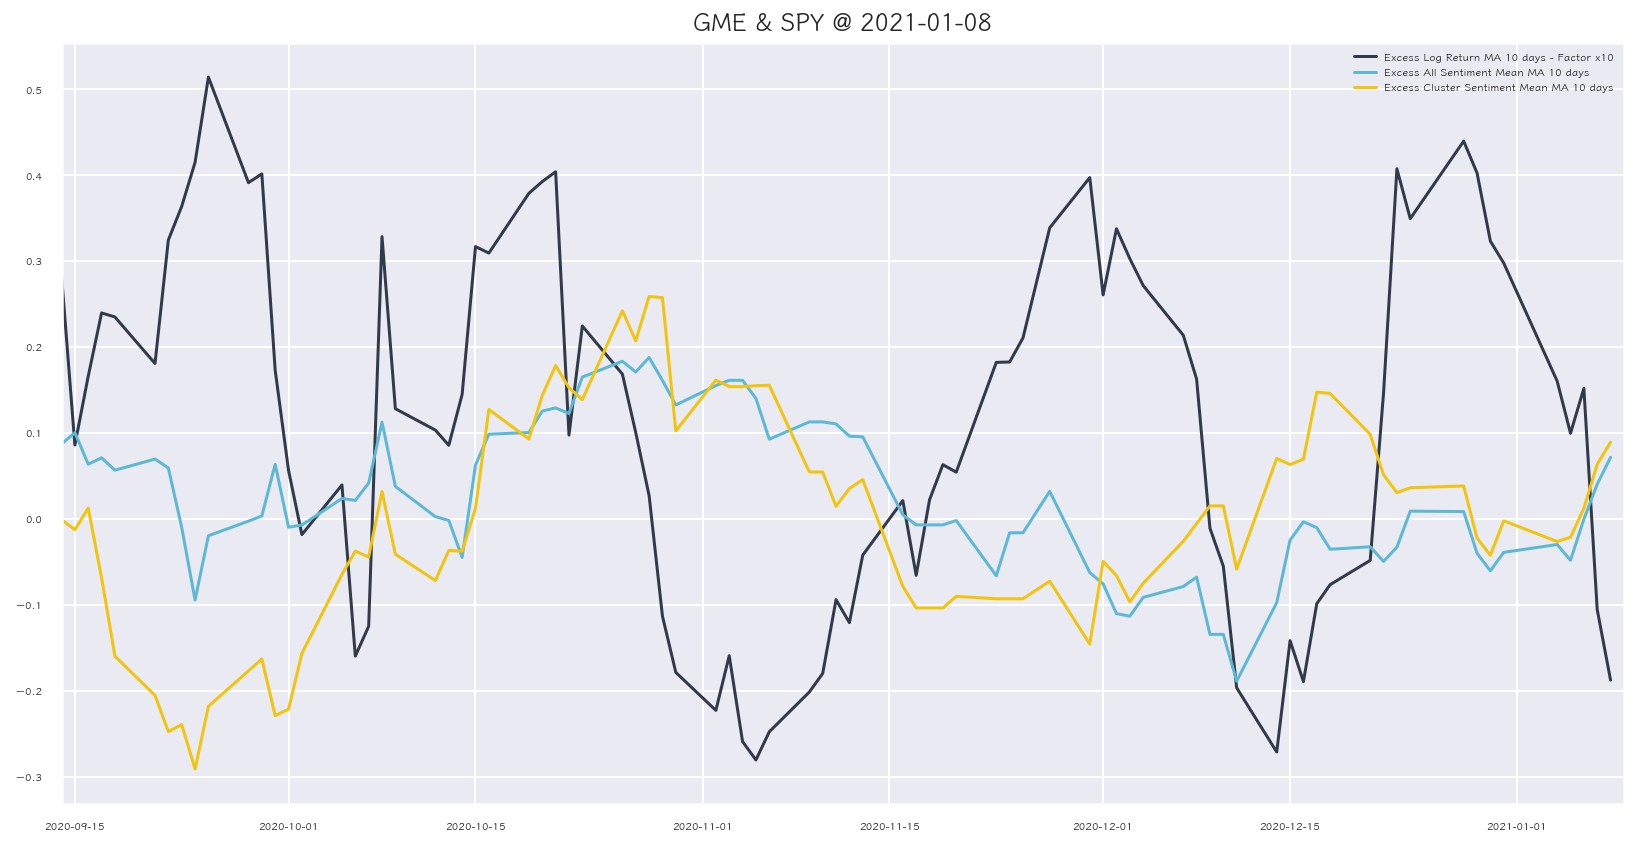 GME & SPY @ 2021-01-08
Excess Log Return MA 10 days - Factor x10
Excess All Sentiment Mean MA 10 days
Excess Cluster Sentiment Mean MA 10 days
0.5
0.4
0.3
0.2
0.1
0.0
−0.1
−0.2
−0.3
2020-09-15 2020-10-01 2020-10-15 2020-11-01 2020-11-15 2020-12-01 2020-12-15 2021-01-01